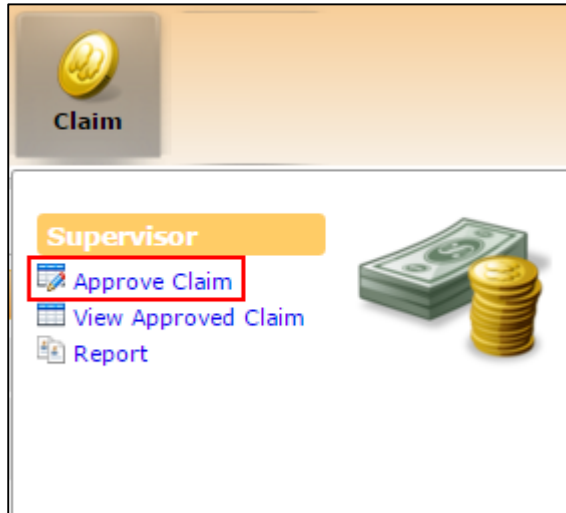 Claim
Supervisor
Approve Claim
View Approved Claim
Report